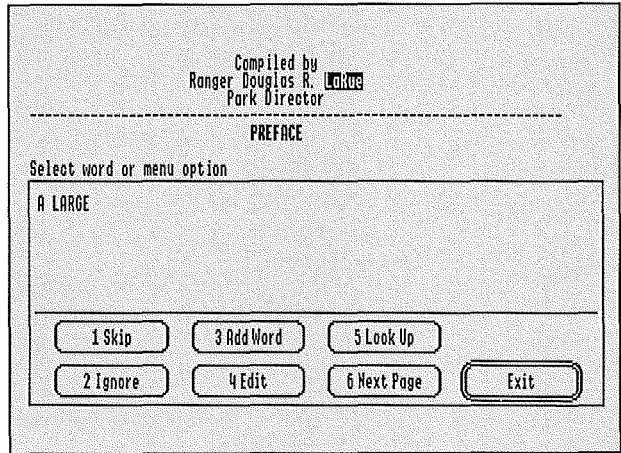 Compiled by
Ranger Douglas R. LaRue
Park Director
PREFACE
Select word or menu option
A LARGE
1 Skip 3 Add Word 5 Look Up
2 Ignore 4 Edit 6 Next Page Exit